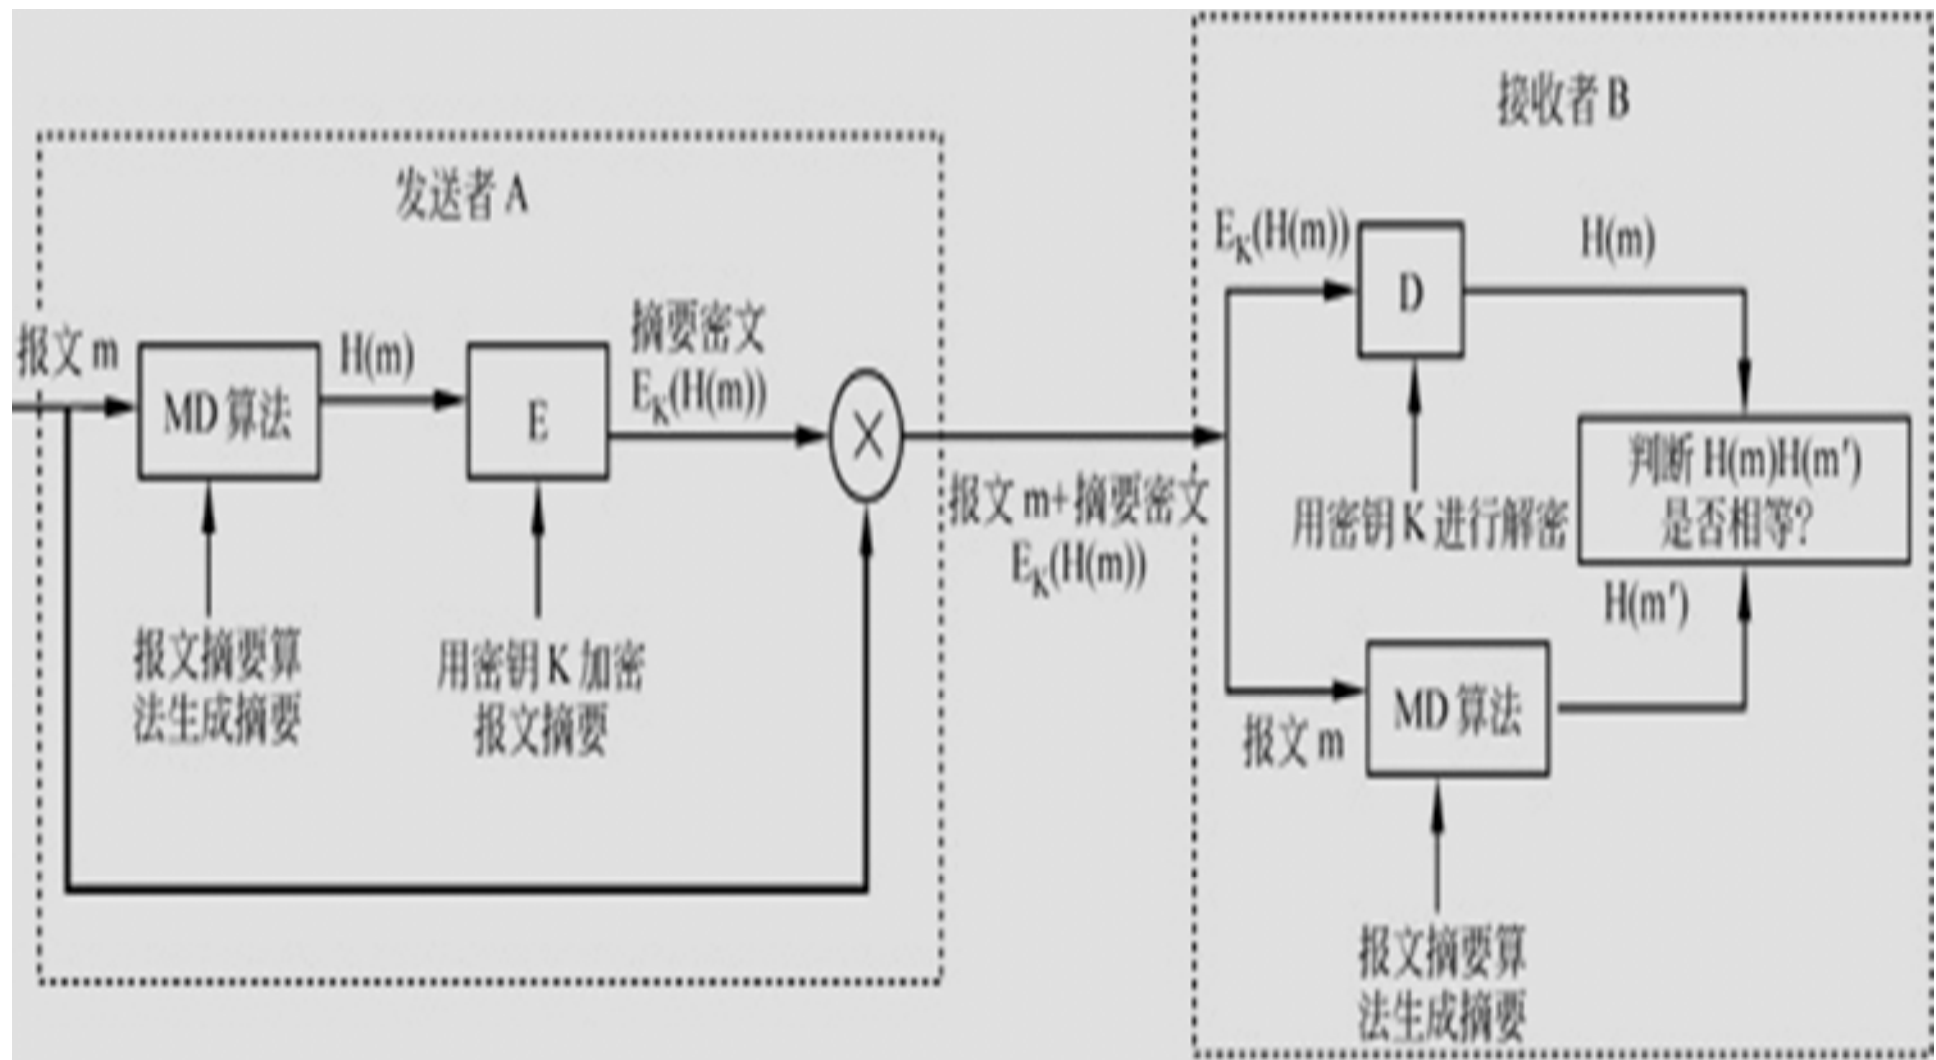 接收者 B
发送者 A
报文 m
MD 算法
H(m)
E
摘要密文
E_K(H(m))
报文摘要算
法生成摘要
用密钥 K 加密
报文摘要
报文 m+摘要密文
E_K(H(m))
E_K(H(m))
D
H(m)
用密钥 K 进行解密
判断 H(m)H(m′)
是否相等?
H(m′)
报文 m
MD 算法
报文摘要算
法生成摘要